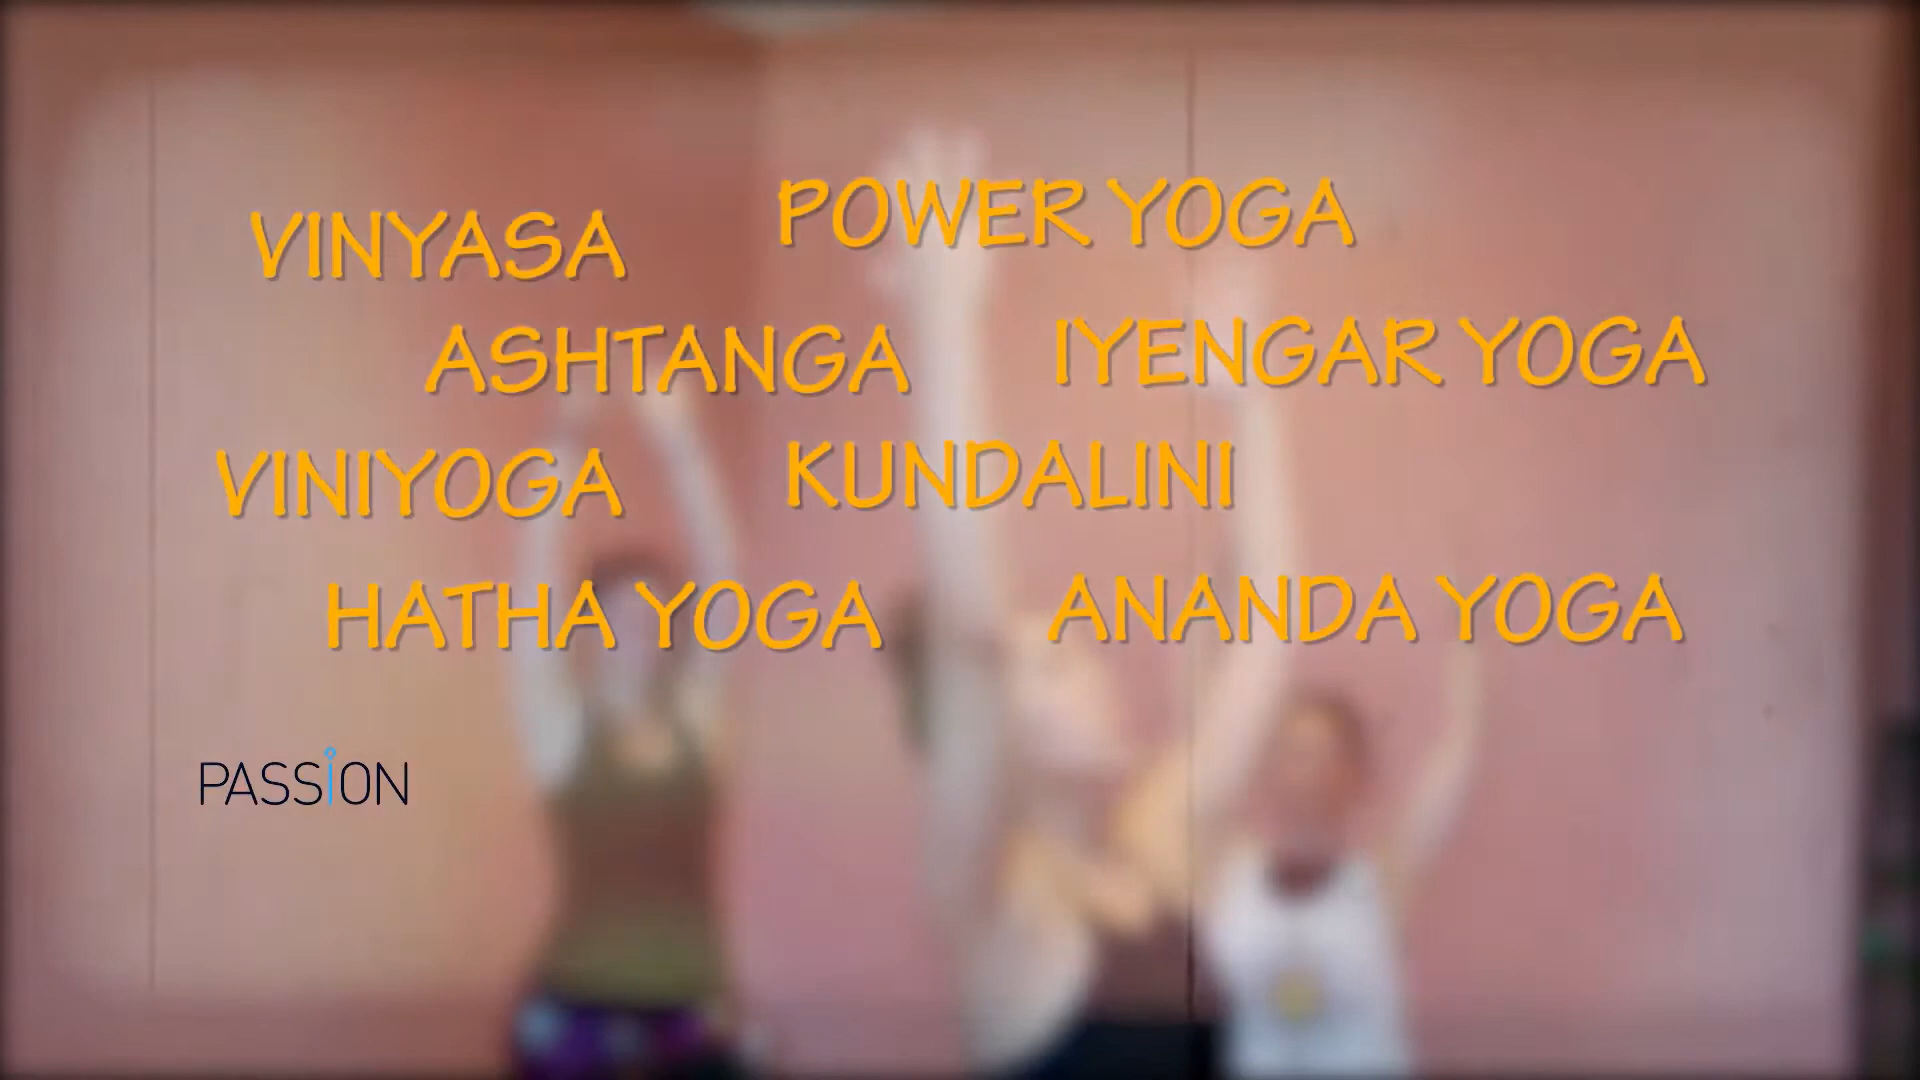 VINYASA
POWER YOGA
ASHTANGA
IYENGAR YOGA
VINIYOGA
KUNDALINI
HATHA YOGA
ANANDA YOGA
PASSiON